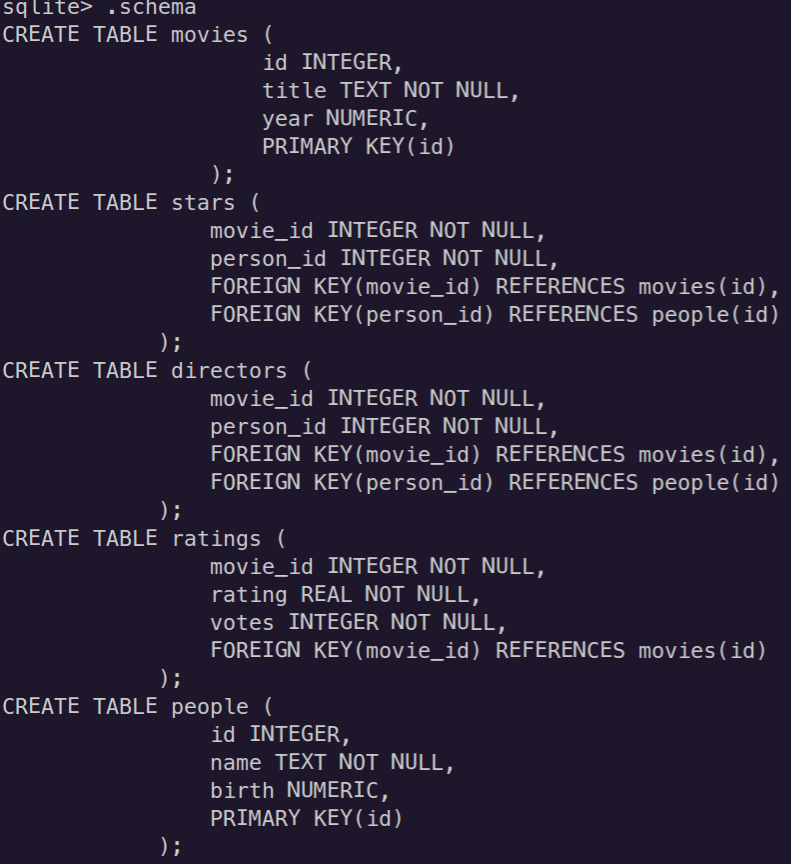 sqlite> .schema
CREATE TABLE movies (
id INTEGER,
title TEXT NOT NULL,
year NUMERIC,
PRIMARY KEY(id)
);
CREATE TABLE stars (
movie_id INTEGER NOT NULL,
person_id INTEGER NOT NULL,
FOREIGN KEY(movie_id) REFERENCES movies(id),
FOREIGN KEY(person_id) REFERENCES people(id)
);
CREATE TABLE directors (
movie_id INTEGER NOT NULL,
person_id INTEGER NOT NULL,
FOREIGN KEY(movie_id) REFERENCES movies(id),
FOREIGN KEY(person_id) REFERENCES people(id)
);
CREATE TABLE ratings (
movie_id INTEGER NOT NULL,
rating REAL NOT NULL,
votes INTEGER NOT NULL,
FOREIGN KEY(movie_id) REFERENCES movies(id)
);
CREATE TABLE people (
id INTEGER,
name TEXT NOT NULL,
birth NUMERIC,
PRIMARY KEY(id)
);